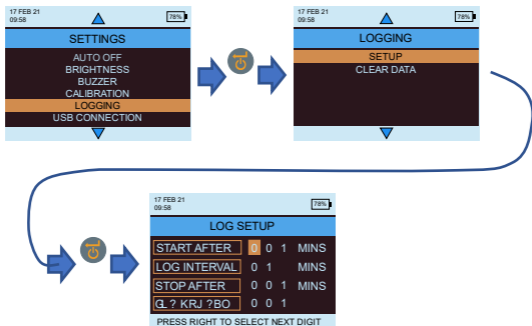 17 FEB 21
09:58
78%
SETTINGS
AUTO OFF
BRIGHTNESS
BUZZER
CALIBRATION
LOGGING
USB CONNECTION
17 FEB 21
09:58
78%
LOGGING
SETUP
CLEAR DATA
17 FEB 21
09:58
78%
LOG SETUP
START AFTER 0 0 1 MINS
LOG INTERVAL 0 1 MINS
STOP AFTER 0 0 1 MINS
GL ? KRJ ?BO 0 0 1
PRESS RIGHT TO SELECT NEXT DIGIT